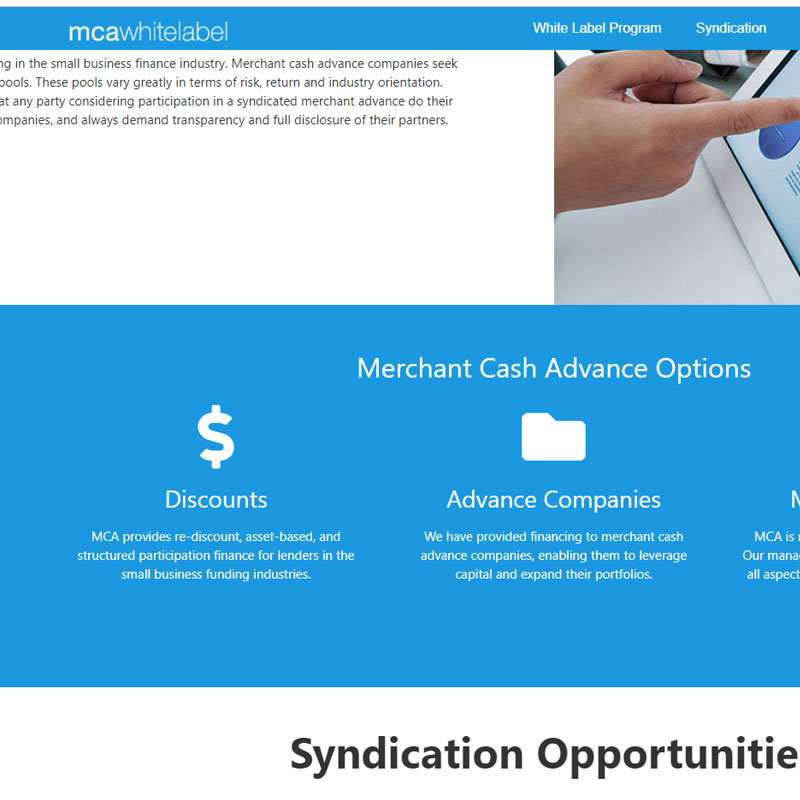 mcawhitelabel
White Label Program
Syndication
ng in the small business finance industry. Merchant cash advance companies seek
pools. These pools vary greatly in terms of risk, return and industry orientation.
at any party considering participation in a syndicated merchant advance do their
ompanies, and always demand transparency and full disclosure of their partners.
Merchant Cash Advance Options
Discounts
MCA provides re-discount, asset-based, and
structured participation finance for lenders in the
small business funding industries.
Advance Companies
We have provided financing to merchant cash
advance companies, enabling them to leverage
capital and expand their portfolios.
M
MCA is
Our mana
all aspect
Syndication Opportunitie